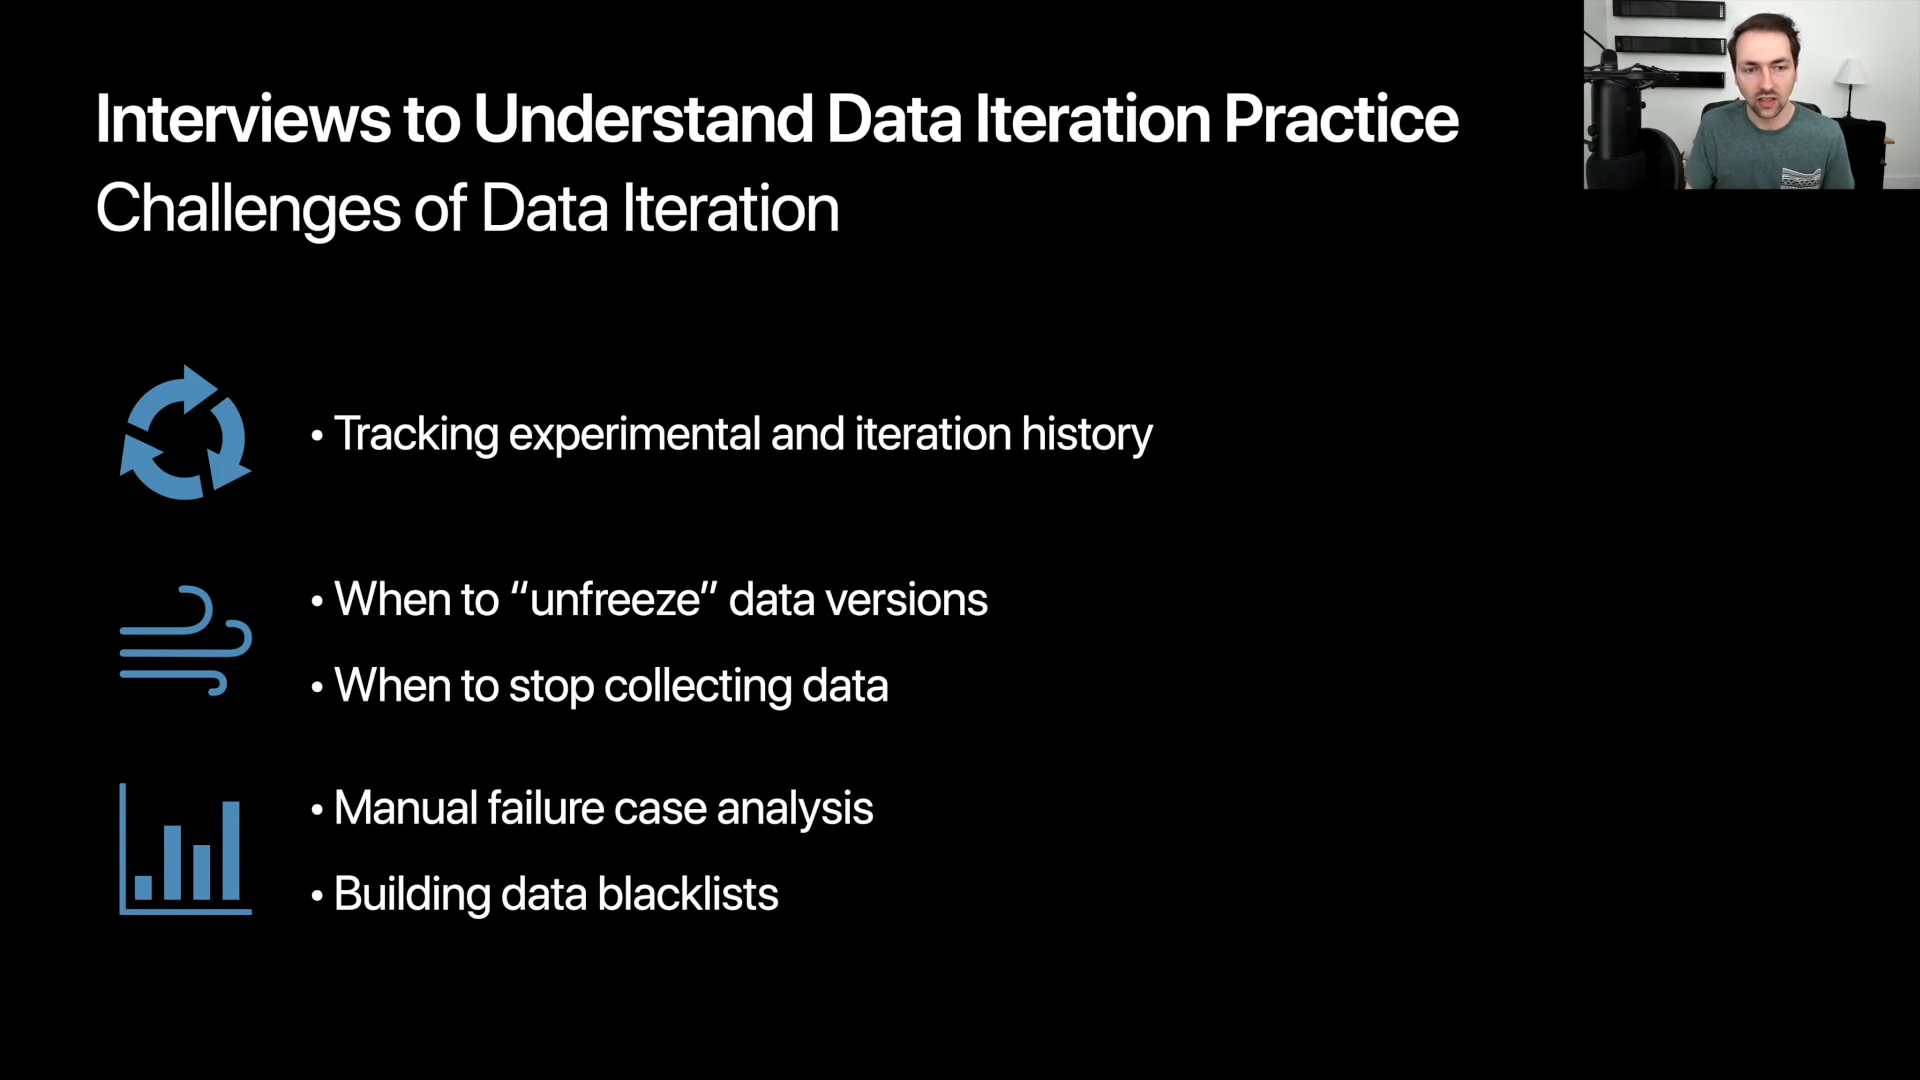 Interviews to Understand Data Iteration Practice
Challenges of Data Iteration
• Tracking experimental and iteration history
• When to “unfreeze” data versions
• When to stop collecting data
• Manual failure case analysis
• Building data blacklists